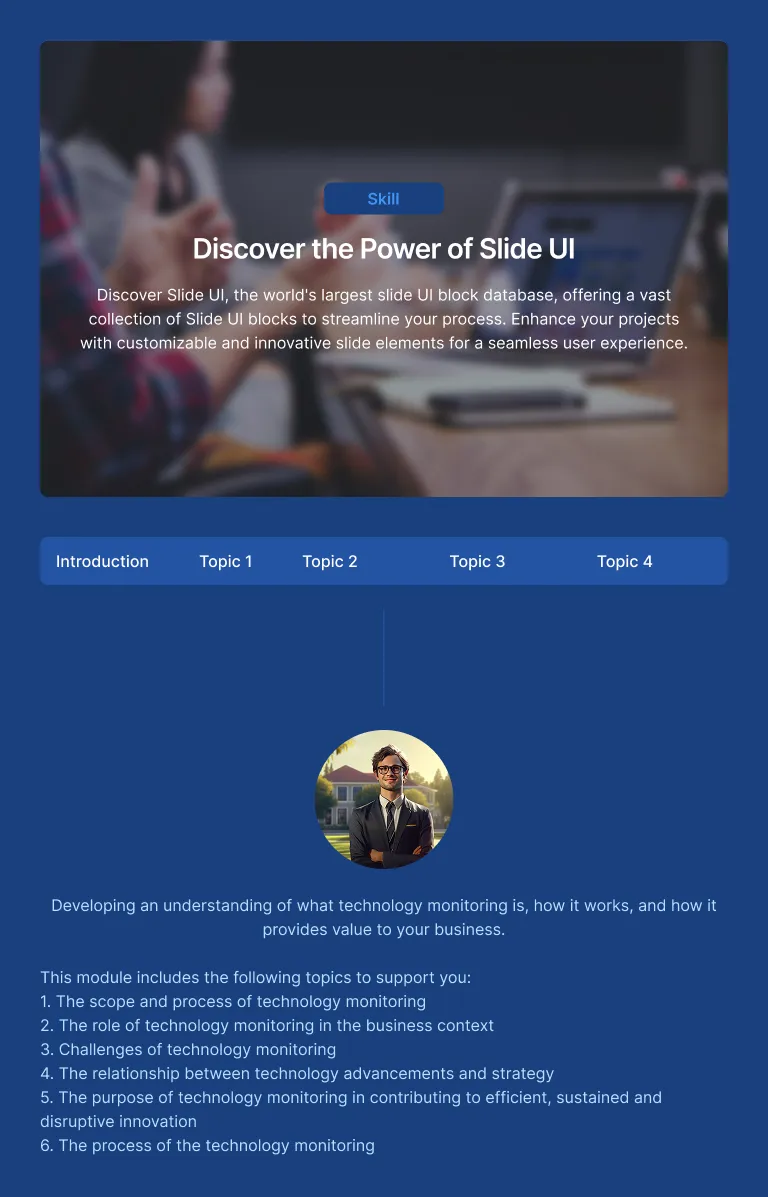 Skill
Discover the Power of Slide UI
Discover Slide UI, the world's largest slide UI block database, offering a vast
collection of Slide UI blocks to streamline your process. Enhance your projects
with customizable and innovative slide elements for a seamless user experience.
Introduction Topic 1 Topic 2 Topic 3 Topic 4
Developing an understanding of what technology monitoring is, how it works, and how it
provides value to your business.
This module includes the following topics to support you:
1. The scope and process of technology monitoring
2. The role of technology monitoring in the business context
3. Challenges of technology monitoring
4. The relationship between technology advancements and strategy
5. The purpose of technology monitoring in contributing to efficient, sustained and
disruptive innovation
6. The process of the technology monitoring